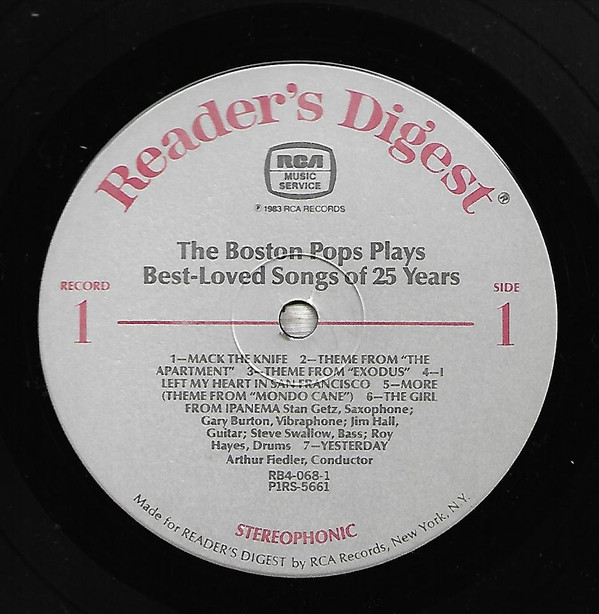 Reader's Digest®
RCA
MUSIC
SERVICE
℗ 1983 RCA RECORDS
The Boston Pops Plays
Best-Loved Songs of 25 Years
RECORD
1
SIDE
1
1—MACK THE KNIFE 2—THEME FROM "THE
APARTMENT" 3—THEME FROM "EXODUS" 4—I
LEFT MY HEART IN SAN FRANCISCO 5—MORE
(THEME FROM "MONDO CANE") 6—THE GIRL
FROM IPANEMA Stan Getz, Saxophone;
Gary Burton, Vibraphone; Jim Hall,
Guitar; Steve Swallow, Bass; Roy
Hayes, Drums 7—YESTERDAY
Arthur Fiedler, Conductor
RB4-068-1
P1RS-5661
STEREOPHONIC
Made for READER'S DIGEST by RCA Records, New York, N.Y.